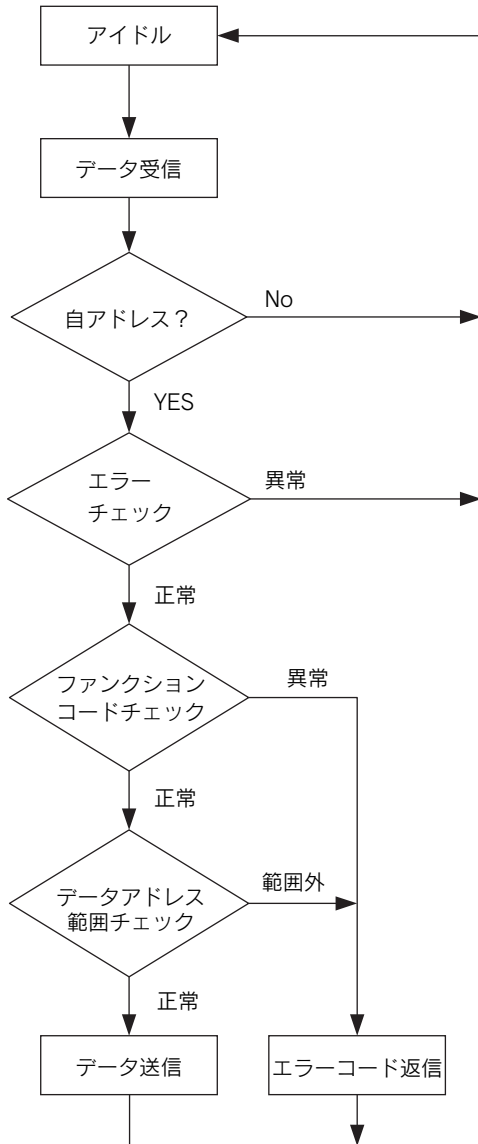 アイドル
データ受信
自アドレス？
No
YES
エラー
チェック
異常
正常
ファンクション
コードチェック
異常
正常
データアドレス
範囲チェック
範囲外
正常
データ送信
エラーコード返信